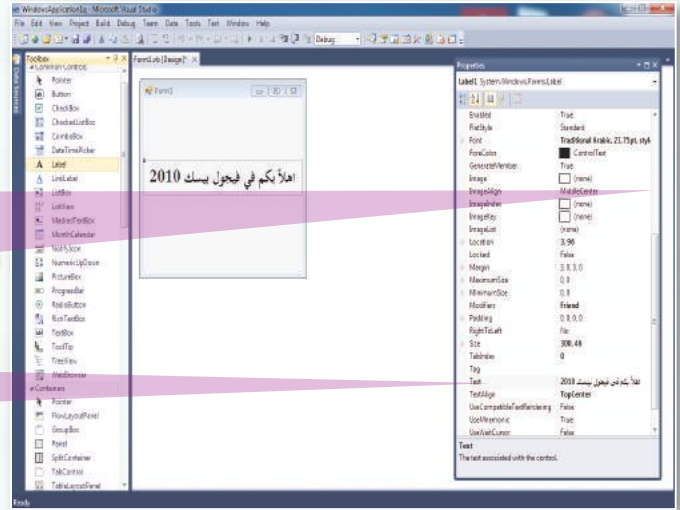 WindowsApplication1q - Microsoft Visual Studio
File Edit View Project Build Debug Team Data Tools Test Window Help
Debug
Data Sources
Toolbox
Common Controls
Pointer
Button
CheckBox
CheckedListBox
ComboBox
DateTimePicker
Label
LinkLabel
ListBox
ListView
MaskedTextBox
MonthCalendar
NotifyIcon
NumericUpDown
PictureBox
ProgressBar
RadioButton
RichTextBox
TextBox
ToolTip
TreeView
WebBrowser
Containers
Pointer
FlowLayoutPanel
GroupBox
Panel
SplitContainer
TabControl
TableLayoutPanel
Form1.vb [Design]*
Form1
اهلاً بكم في فيجول بيسك 2010
Properties
Label1 System.Windows.Forms.Label
Enabled True
FlatStyle Standard
Font Traditional Arabic, 21.75pt, styl
ForeColor ControlText
GenerateMember True
Image (none)
ImageAlign MiddleCenter
ImageIndex (none)
ImageKey (none)
ImageList (none)
Location 3, 96
Locked False
Margin 3, 0, 3, 0
MaximumSize 0, 0
MinimumSize 0, 0
Modifiers Friend
Padding 0, 0, 0, 0
RightToLeft No
Size 300, 46
TabIndex 0
Tag
Text اهلاً بكم في فيجول بيسك 2010
TextAlign TopCenter
UseCompatibleTextRendering False
UseMnemonic True
UseWaitCursor False
Text
The text associated with the control.
Ready